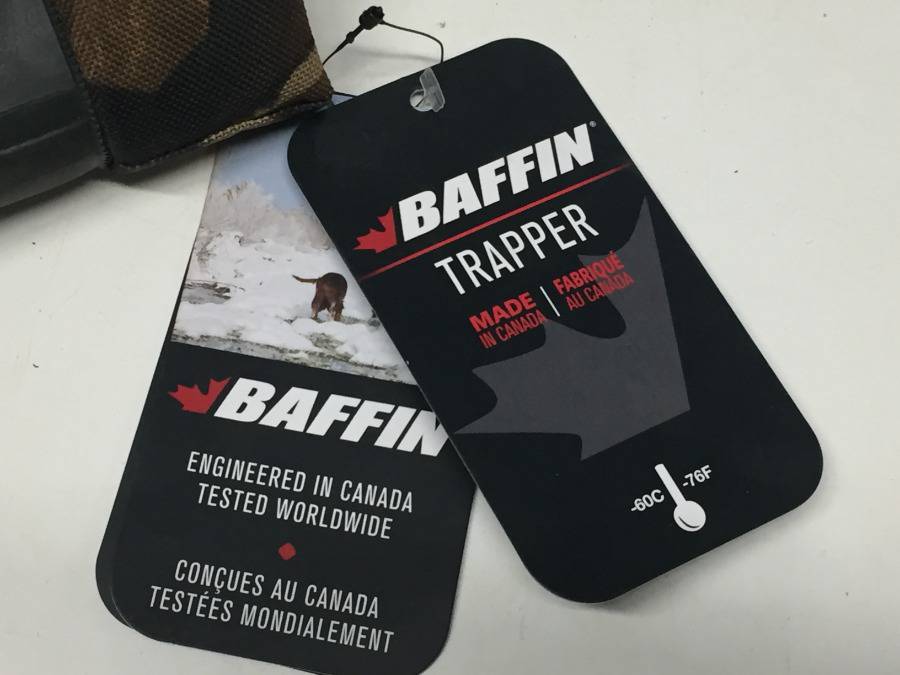 BAFFIN®
TRAPPER
MADE
IN CANADA
FABRIQUÉ
AU CANADA
-60C
-76F
BAFFIN
ENGINEERED IN CANADA
TESTED WORLDWIDE
CONÇUES AU CANADA
TESTÉES MONDIALEMENT